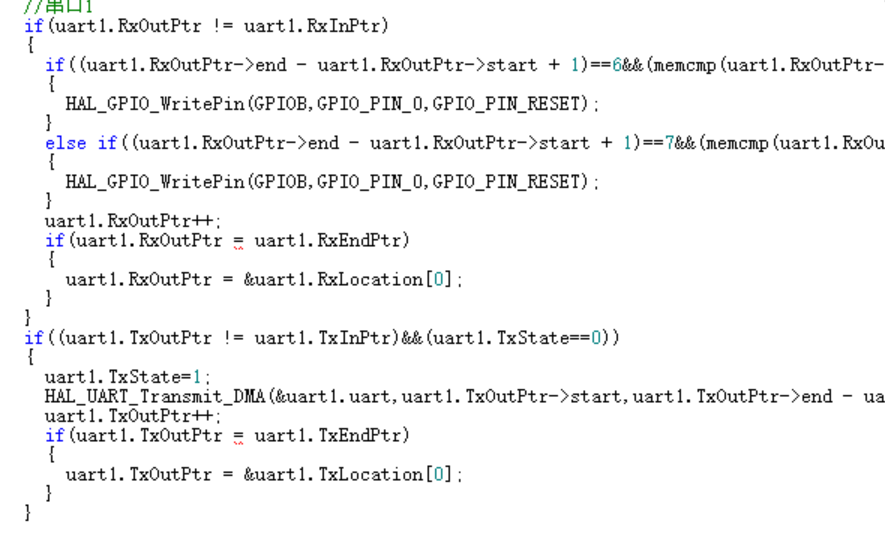 //串口1
if(uart1.RxOutPtr != uart1.RxInPtr)
{
if((uart1.RxOutPtr->end - uart1.RxOutPtr->start + 1)==6&&(memcmp(uart1.RxOutPtr-
{
HAL_GPIO_WritePin(GPIOB,GPIO_PIN_0,GPIO_PIN_RESET);
}
else if((uart1.RxOutPtr->end - uart1.RxOutPtr->start + 1)==7&&(memcmp(uart1.RxOu
{
HAL_GPIO_WritePin(GPIOB,GPIO_PIN_0,GPIO_PIN_RESET);
}
uart1.RxOutPtr++;
if(uart1.RxOutPtr = uart1.RxEndPtr)
{
uart1.RxOutPtr = &uart1.RxLocation[0];
}
}
if((uart1.TxOutPtr != uart1.TxInPtr)&&(uart1.TxState==0))
{
uart1.TxState=1;
HAL_UART_Transmit_DMA(&uart1.uart,uart1.TxOutPtr->start,uart1.TxOutPtr->end - ua
uart1.TxOutPtr++;
if(uart1.TxOutPtr = uart1.TxEndPtr)
{
uart1.TxOutPtr = &uart1.TxLocation[0];
}
}